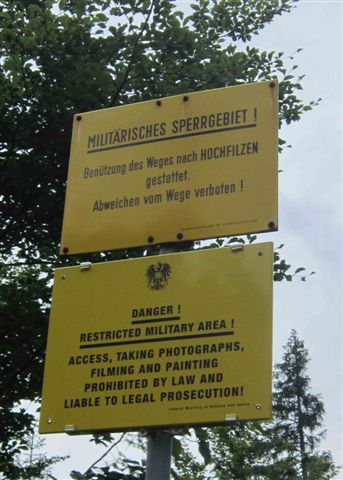 MILITÄRISCHES SPERRGEBIET !
Benützung des Weges nach HOCHFILZEN
gestattet.
Abweichen vom Wege verboten !
DANGER !
RESTRICTED MILITARY AREA !
ACCESS, TAKING PHOTOGRAPHS,
FILMING AND PAINTING
PROHIBITED BY LAW AND
LIABLE TO LEGAL PROSECUTION!
Federal Ministry of Defence and Sports